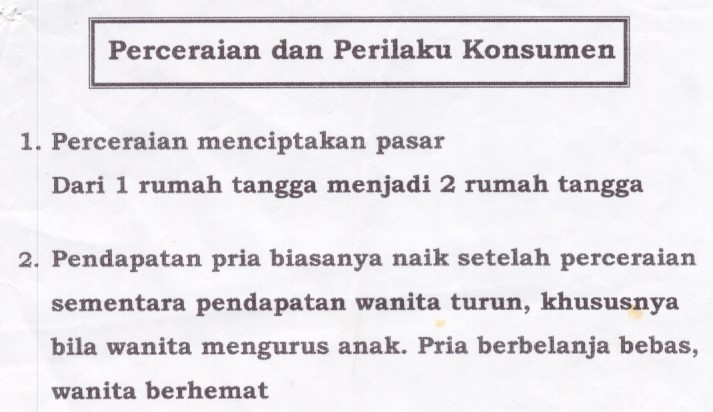 Perceraian dan Perilaku Konsumen
1. Perceraian menciptakan pasar
Dari 1 rumah tangga menjadi 2 rumah tangga
2. Pendapatan pria biasanya naik setelah perceraian
sementara pendapatan wanita turun, khususnya
bila wanita mengurus anak. Pria berbelanja bebas,
wanita berhemat